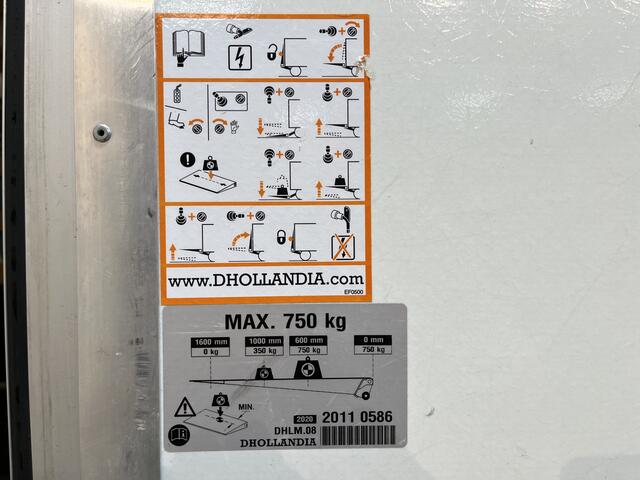 www.DHOLLANDIA.com
EF0500
MAX. 750 kg
1600 mm 1000 mm 600 mm 0 mm
0 kg 350 kg 750 kg 750 kg
MIN.
2020 2011 0586
DHLM.08
DHOLLANDIA